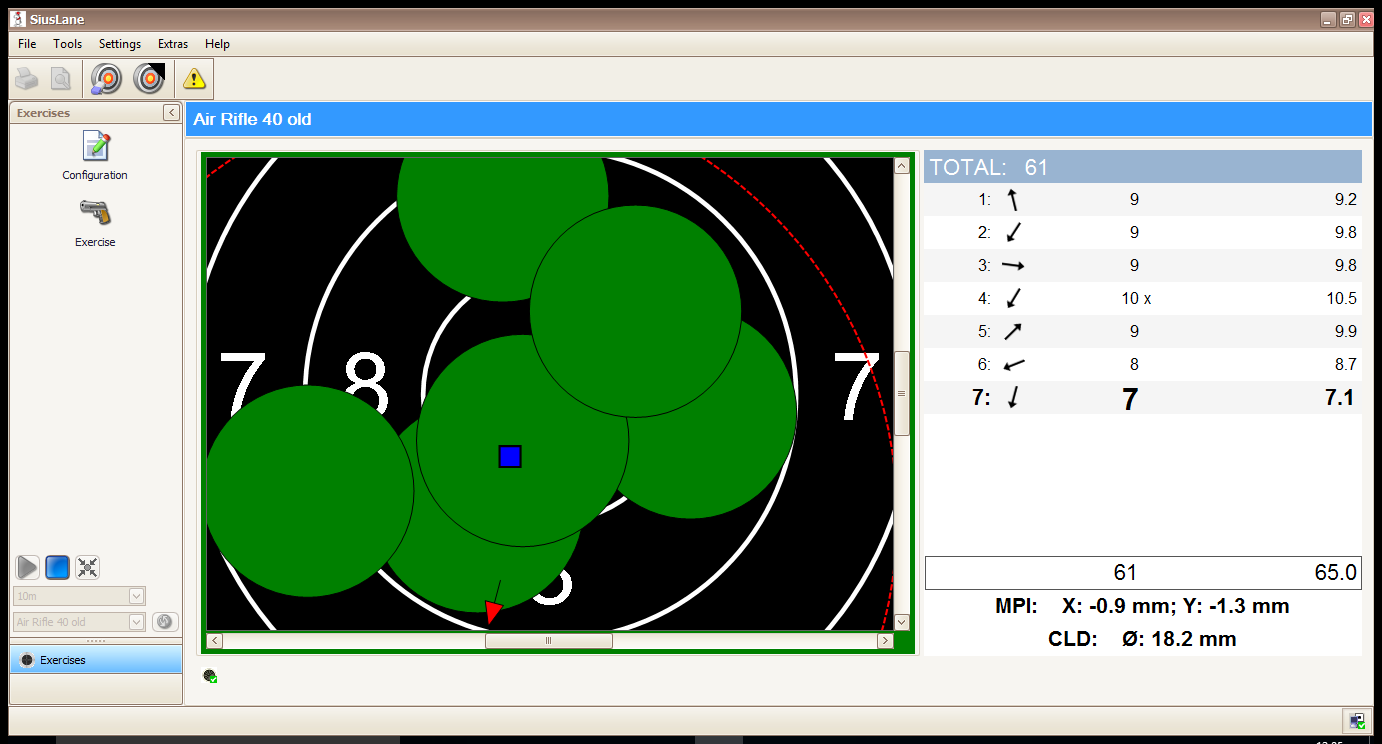 SiusLane
File Tools Settings Extras Help
Exercises
Configuration
Exercise
10m
Air Rifle 40 old
Exercises
Air Rifle 40 old
7 8 7
TOTAL: 61
1: 9 9.2
2: 9 9.8
3: 9 9.8
4: 10 x 10.5
5: 9 9.9
6: 8 8.7
7: 7 7.1
61 65.0
MPI: X: -0.9 mm; Y: -1.3 mm
CLD: Ø: 18.2 mm